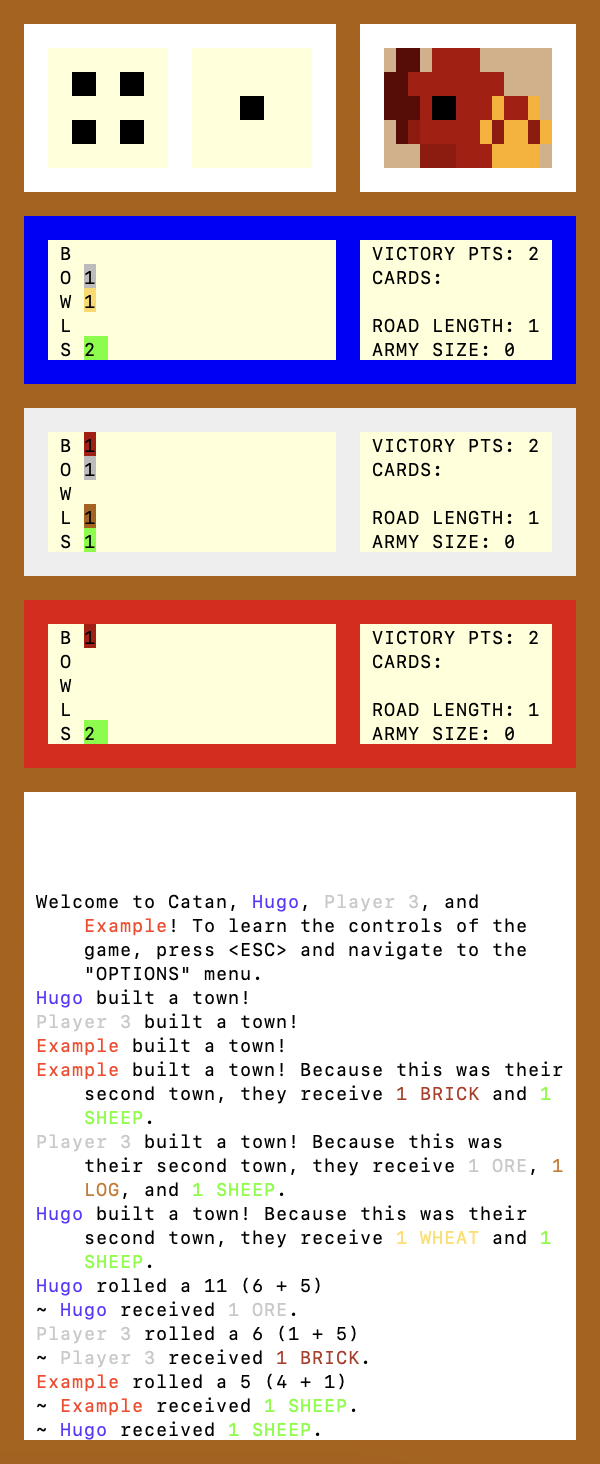 B
O 1
W 1
L
S 2
VICTORY PTS: 2
CARDS:
ROAD LENGTH: 1
ARMY SIZE: 0
B 1
O 1
W
L 1
S 1
VICTORY PTS: 2
CARDS:
ROAD LENGTH: 1
ARMY SIZE: 0
B 1
O
W
L
S 2
VICTORY PTS: 2
CARDS:
ROAD LENGTH: 1
ARMY SIZE: 0
Welcome to Catan, Hugo, Player 3, and
Example! To learn the controls of the
game, press <ESC> and navigate to the
"OPTIONS" menu.
Hugo built a town!
Player 3 built a town!
Example built a town!
Example built a town! Because this was their
second town, they receive 1 BRICK and 1
SHEEP.
Player 3 built a town! Because this was
their second town, they receive 1 ORE, 1
LOG, and 1 SHEEP.
Hugo built a town! Because this was their
second town, they receive 1 WHEAT and 1
SHEEP.
Hugo rolled a 11 (6 + 5)
~ Hugo received 1 ORE.
Player 3 rolled a 6 (1 + 5)
~ Player 3 received 1 BRICK.
Example rolled a 5 (4 + 1)
~ Example received 1 SHEEP.
~ Hugo received 1 SHEEP.